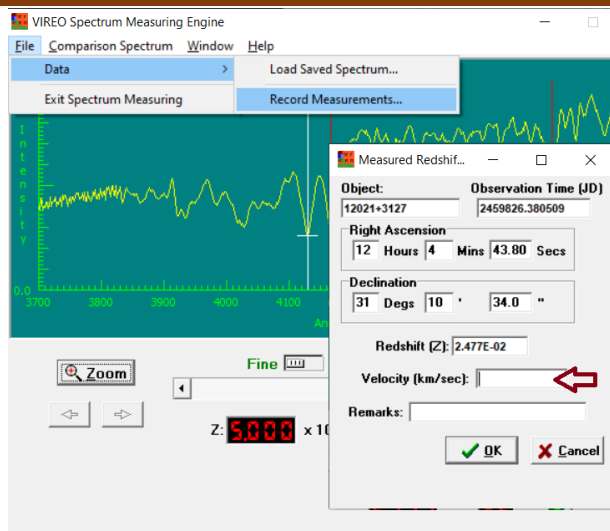 VIREO Spectrum Measuring Engine
File Comparison Spectrum Window Help
Data > Load Saved Spectrum...
Exit Spectrum Measuring Record Measurements...
Intensity
0.0
3700 3800 3900 4000 4100
An
Zoom
Fine
Z: 5,000 x 10
Measured Redshif...
Object: Observation Time (JD)
12021+3127 2459826.380509
Right Ascension
12 Hours 4 Mins 43.80 Secs
Declination
31 Degs 10 ' 34.0 "
Redshift (Z): 2.477E-02
Velocity (km/sec):
Remarks:
OK Cancel